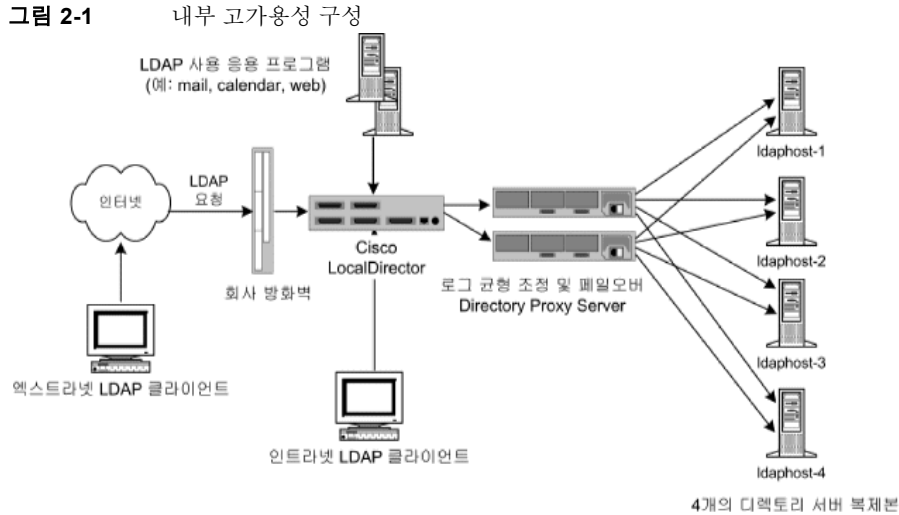 그림 2-1 내부 고가용성 구성
LDAP 사용 응용 프로그램
(예: mail, calendar, web)
인터넷
LDAP
요청
회사 방화벽
Cisco
LocalDirector
로그 균형 조정 및 페일오버
Directory Proxy Server
ldaphost-1
ldaphost-2
ldaphost-3
ldaphost-4
엑스트라넷 LDAP 클라이언트
인트라넷 LDAP 클라이언트
4개의 디렉토리 서버 복제본